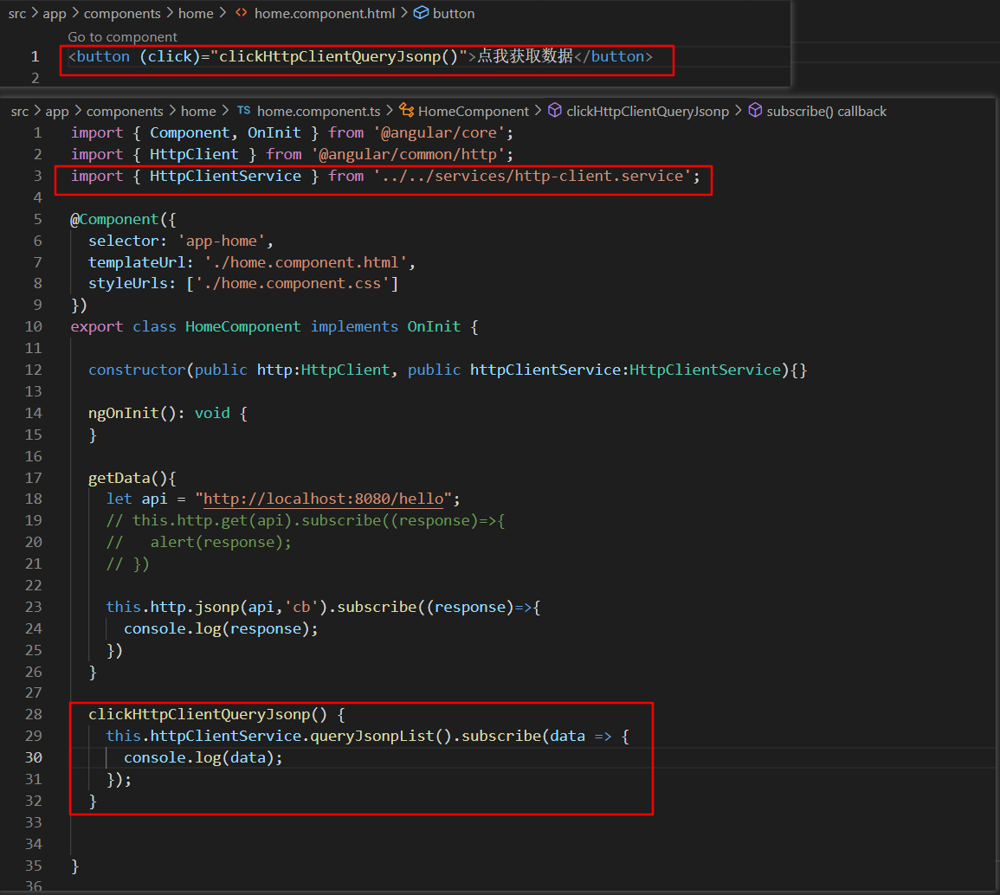 src > app > components > home > <> home.component.html > button
Go to component
1 <button (click)="clickHttpClientQueryJsonp()">点我获取数据</button>
2
src > app > components > home > TS home.component.ts > HomeComponent > clickHttpClientQueryJsonp > subscribe() callback
1 import { Component, OnInit } from '@angular/core';
2 import { HttpClient } from '@angular/common/http';
3 import { HttpClientService } from '../../services/http-client.service';
4
5 @Component({
6   selector: 'app-home',
7   templateUrl: './home.component.html',
8   styleUrls: ['./home.component.css']
9 })
10 export class HomeComponent implements OnInit {
11
12   constructor(public http:HttpClient, public httpClientService:HttpClientService){}
13
14   ngOnInit(): void {
15   }
16
17   getData(){
18     let api = "http://localhost:8080/hello";
19     // this.http.get(api).subscribe((response)=>{
20     //   alert(response);
21     // })
22
23     this.http.jsonp(api,'cb').subscribe((response)=>{
24       console.log(response);
25     })
26   }
27
28   clickHttpClientQueryJsonp() {
29     this.httpClientService.queryJsonpList().subscribe(data => {
30       console.log(data);
31     });
32   }
33
34
35 }
36